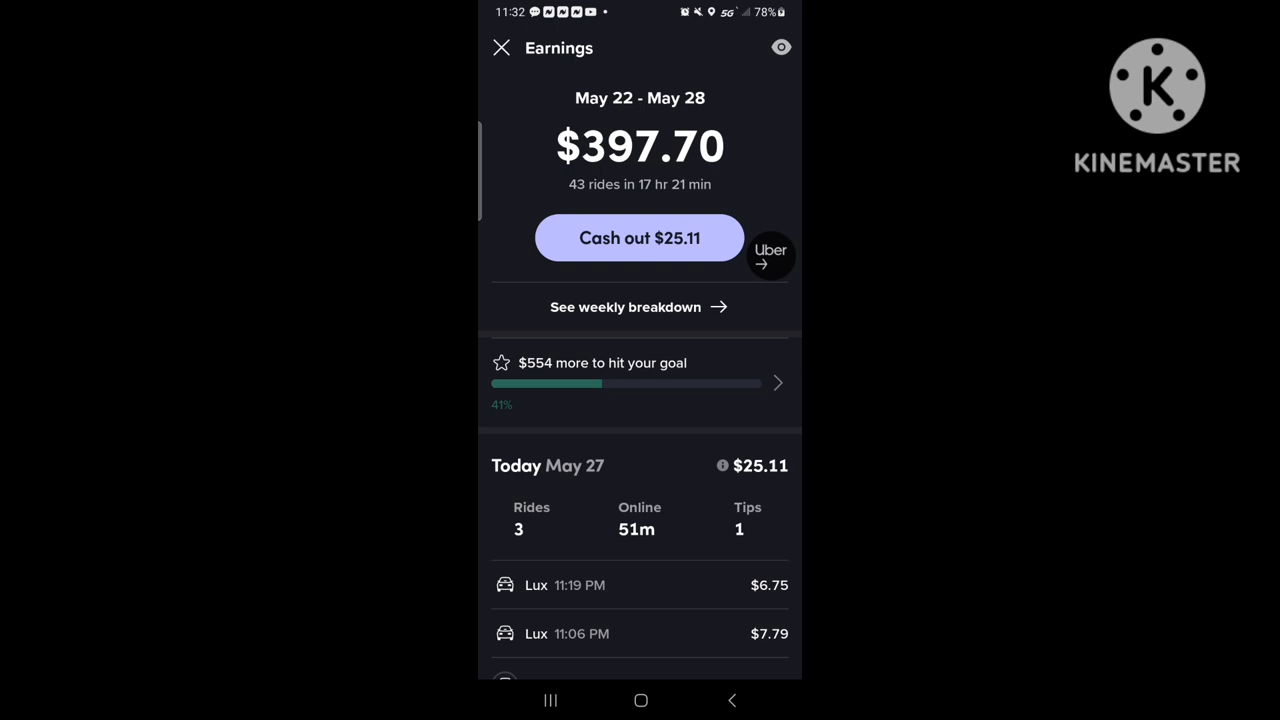 11:32 5G 78%
Earnings
May 22 - May 28
$397.70
43 rides in 17 hr 21 min
Cash out $25.11
Uber
See weekly breakdown
$554 more to hit your goal
41%
Today May 27 $25.11
Rides Online Tips
3 51m 1
Lux 11:19 PM $6.75
Lux 11:06 PM $7.79
K
KINEMASTER